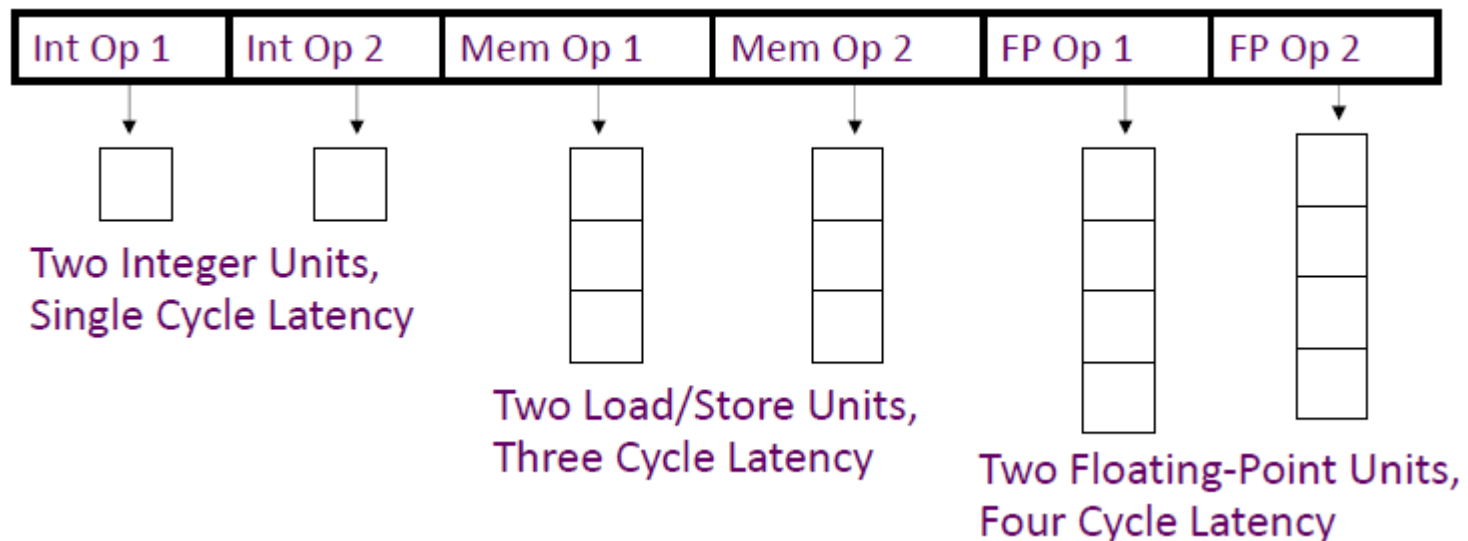 Int Op 1 Int Op 2 Mem Op 1 Mem Op 2 FP Op 1 FP Op 2
Two Integer Units,
Single Cycle Latency
Two Load/Store Units,
Three Cycle Latency
Two Floating-Point Units,
Four Cycle Latency